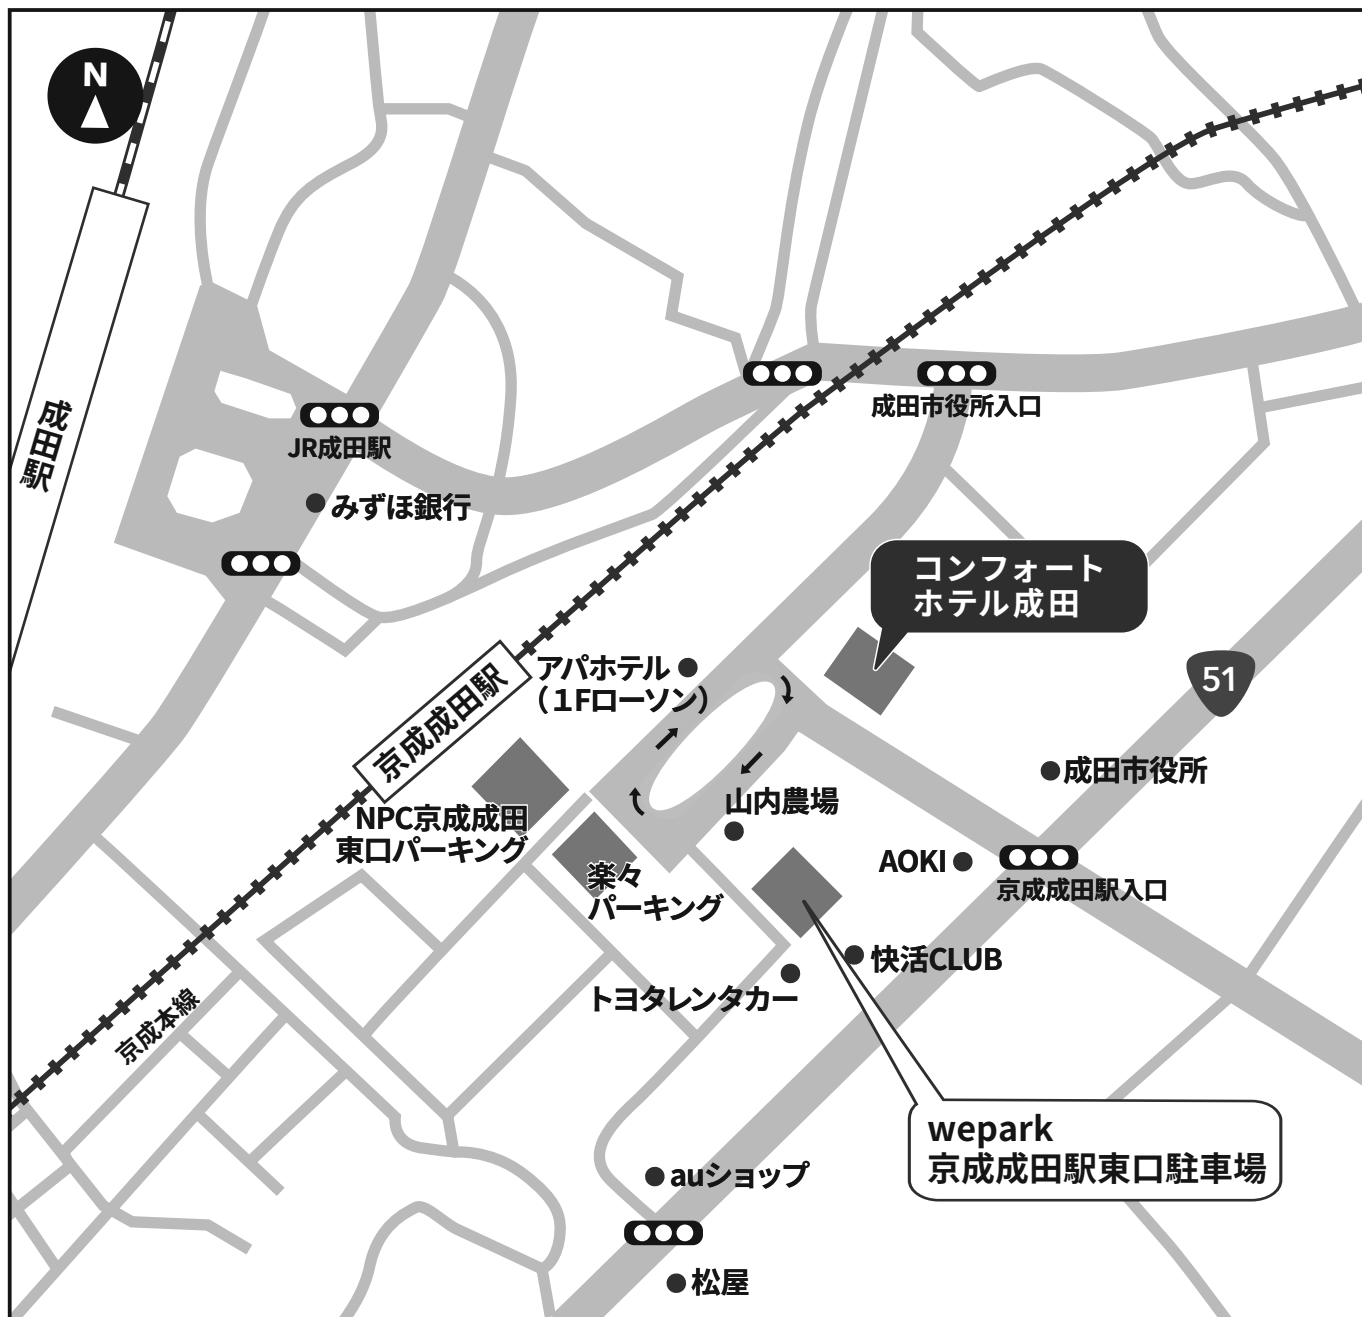 N
成田駅
JR成田駅
みずほ銀行
成田市役所入口
コンフォート
ホテル成田
アパホテル
（1Fローソン）
51
京成成田駅
成田市役所
NPC京成成田
東口パーキング
山内農場
楽々
パーキング
AOKI
京成成田駅入口
快活CLUB
トヨタレンタカー
京成本線
wepark
京成成田駅東口駐車場
auショップ
松屋